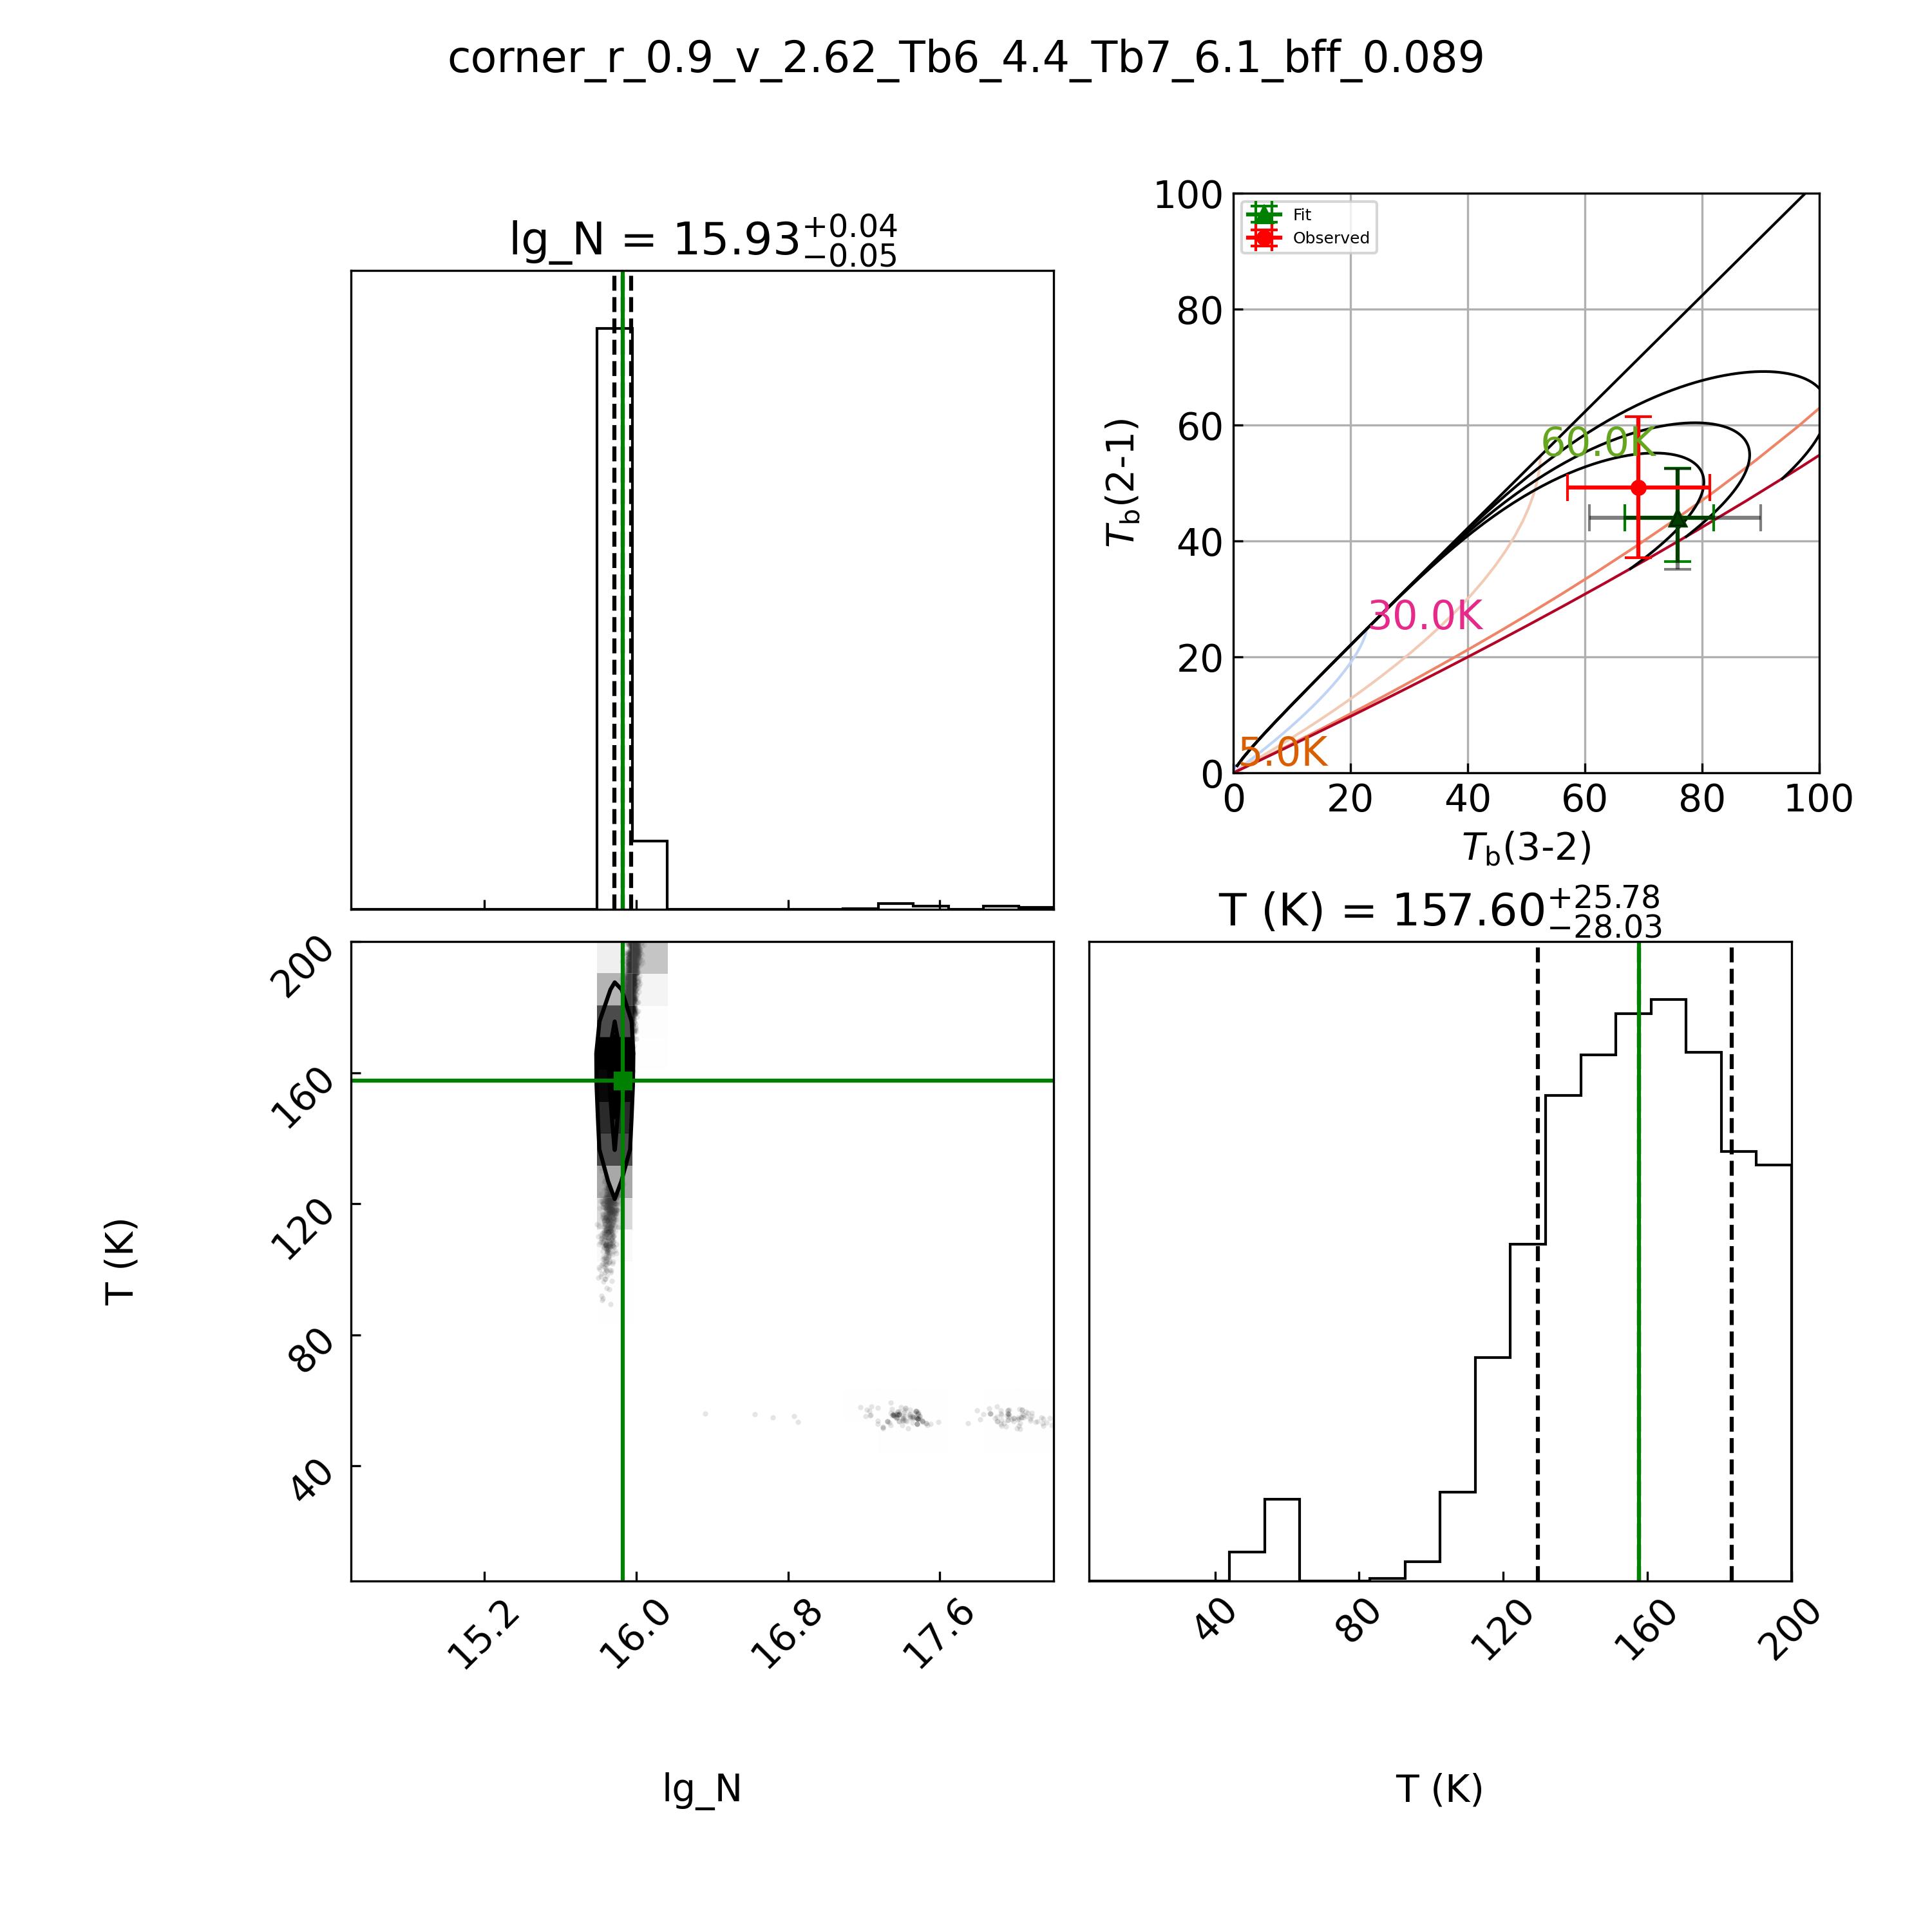 corner_r_0.9_v_2.62_Tb6_4.4_Tb7_6.1_bff_0.089
lg_N = 15.93+0.04−0.05
100
80
60
40
20
0
Tb(2-1)
Fit
Observed
60.0K
30.0K
5.0K
0 20 40 60 80 100
Tb(3-2)
T (K) = 157.60+25.78−28.03
200
160
120
80
40
T (K)
15.2 16.0 16.8 17.6
lg_N
40 80 120 160 200
T (K)